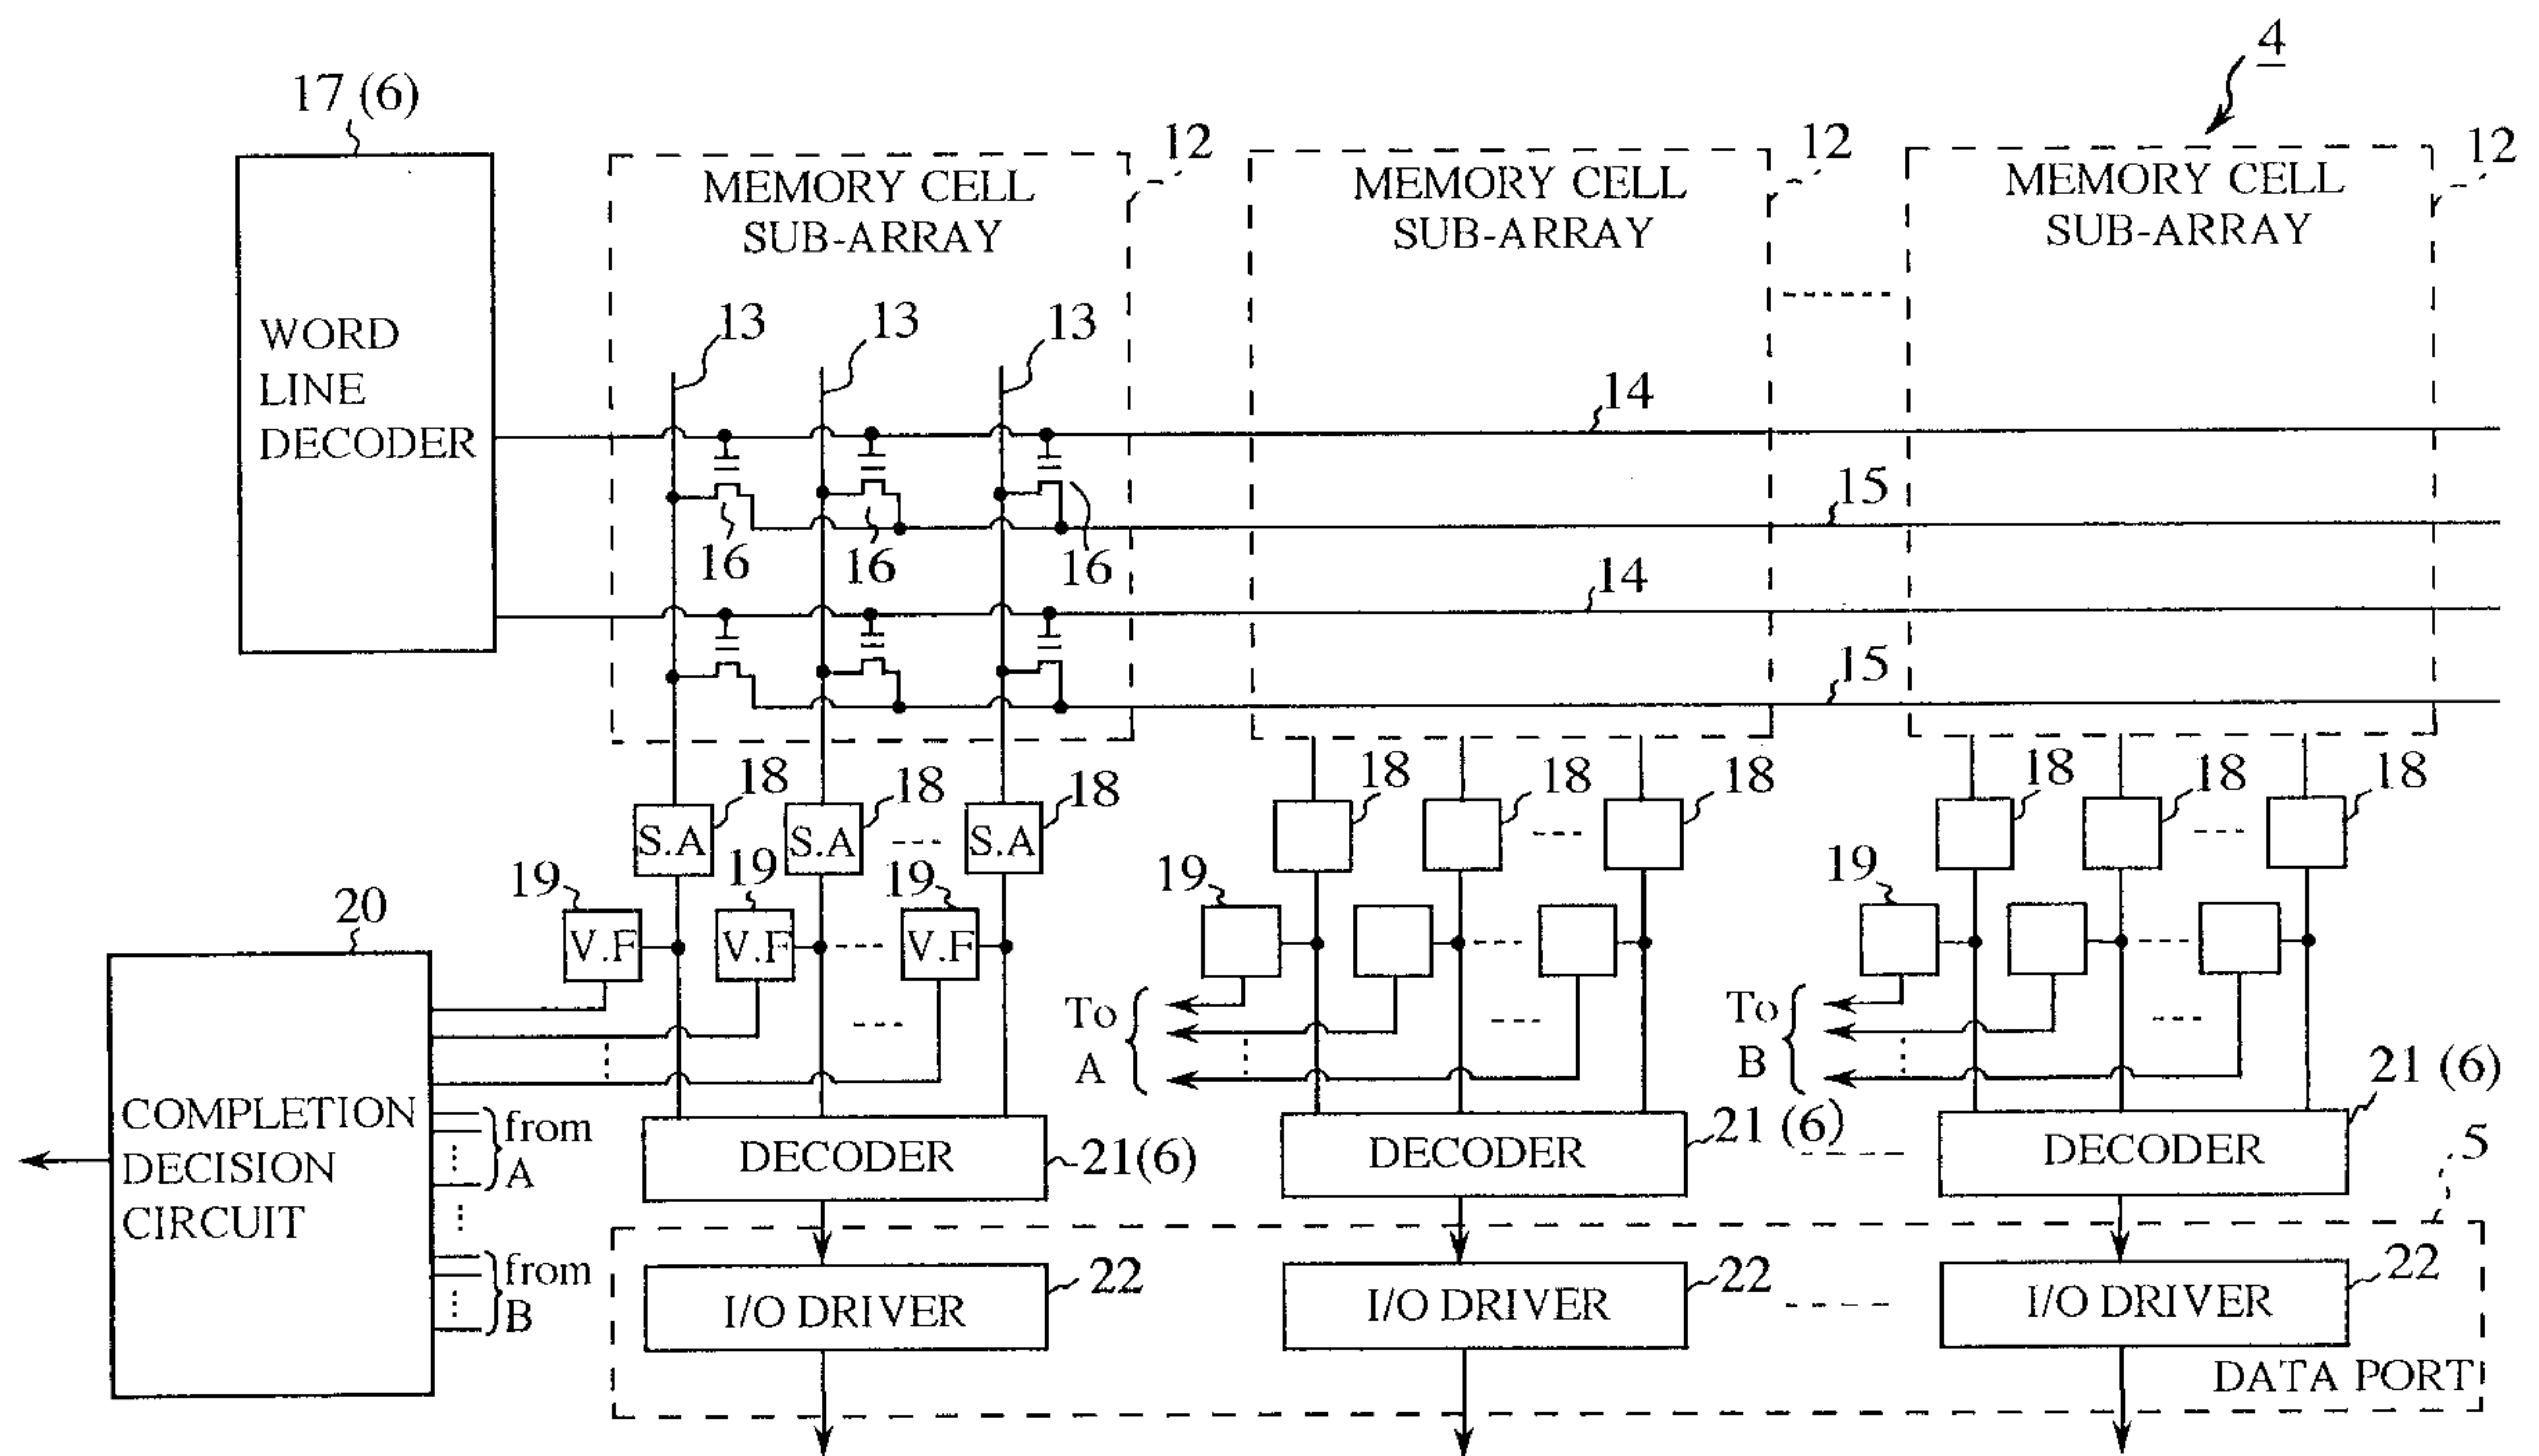 4
17 (6)
12
12
12
MEMORY CELL
SUB-ARRAY
MEMORY CELL
SUB-ARRAY
MEMORY CELL
SUB-ARRAY
WORD
LINE
DECODER
13
13
13
14
15
16
16
16
14
15
18
18
18
18
18
18
18
18
18
S.A
S.A
S.A
19
19
19
19
19
V.F
V.F
V.F
20
To
A
To
B
COMPLETION
DECISION
CIRCUIT
from
A
from
B
DECODER
21(6)
DECODER
21 (6)
DECODER
21 (6)
5
I/O DRIVER
22
I/O DRIVER
22
I/O DRIVER
22
DATA PORT